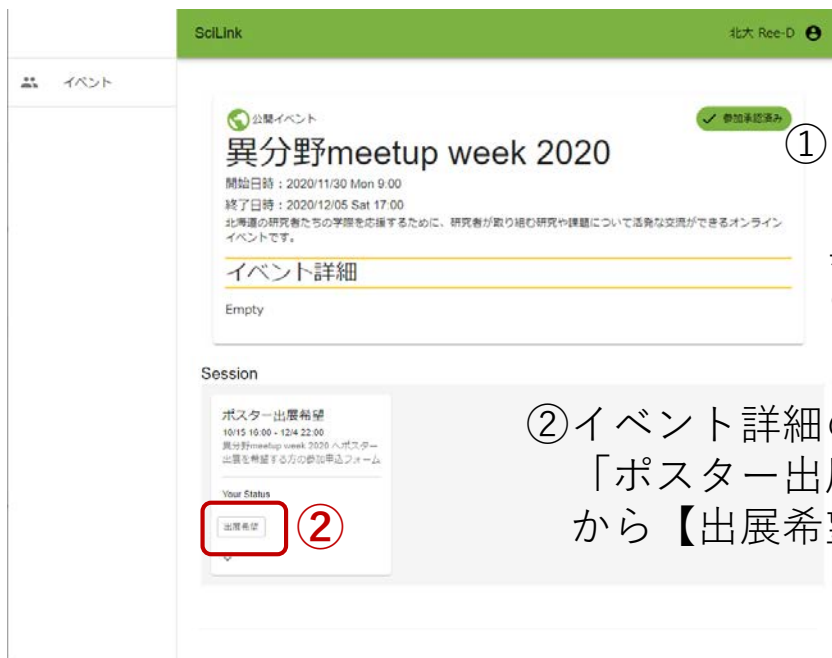 SciLink
北大 Ree-D
イベント
公開イベント
参加承認済み
①
異分野meetup week 2020
開始日時：2020/11/30 Mon 9:00
終了日時：2020/12/05 Sat 17:00
北海道の研究者たちの学際を応援するために、研究者が取り組む研究や課題について活発な交流ができるオンライン
イベントです。
イベント詳細
Empty
Session
ポスター出展希望
10/15 16:00 - 12/4 22:00
異分野meetup week 2020 へポスター
出展を希望する方の参加申込フォーム
Your Status
出展希望
②
②イベント詳細
「ポスター出
から【出展希